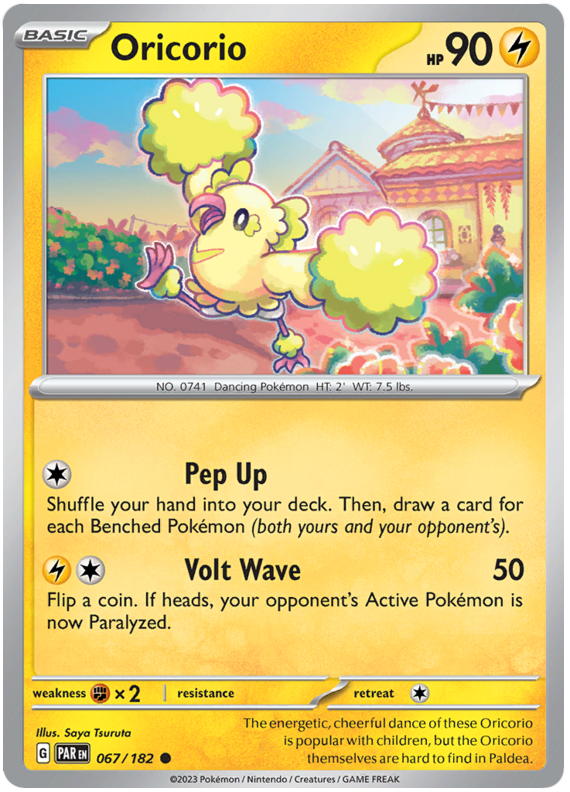 BASIC
Oricorio
HP 90
NO. 0741 Dancing Pokémon HT: 2' WT: 7.5 lbs.
Pep Up
Shuffle your hand into your deck. Then, draw a card for
each Benched Pokémon (both yours and your opponent's).
Volt Wave 50
Flip a coin. If heads, your opponent's Active Pokémon is
now Paralyzed.
weakness ×2 resistance retreat
Illus. Saya Tsuruta
G PAR EN 067/182
The energetic, cheerful dance of these Oricorio
is popular with children, but the Oricorio
themselves are hard to find in Paldea.
©2023 Pokémon / Nintendo / Creatures / GAME FREAK